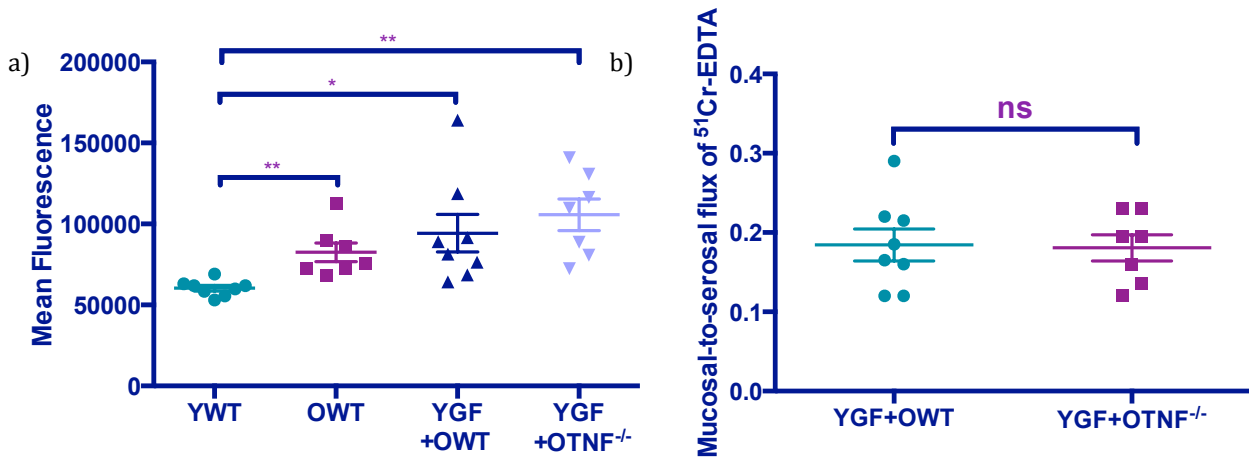 a)
Mean Fluorescence
200000
150000
100000
50000
0
**
*
**
YWT
OWT
YGF
+OWT
YGF
+OTNF-/-
b)
Mucosal-to-serosal flux of 51Cr-EDTA
0.4
0.3
0.2
0.1
0.0
ns
YGF+OWT
YGF+OTNF-/-